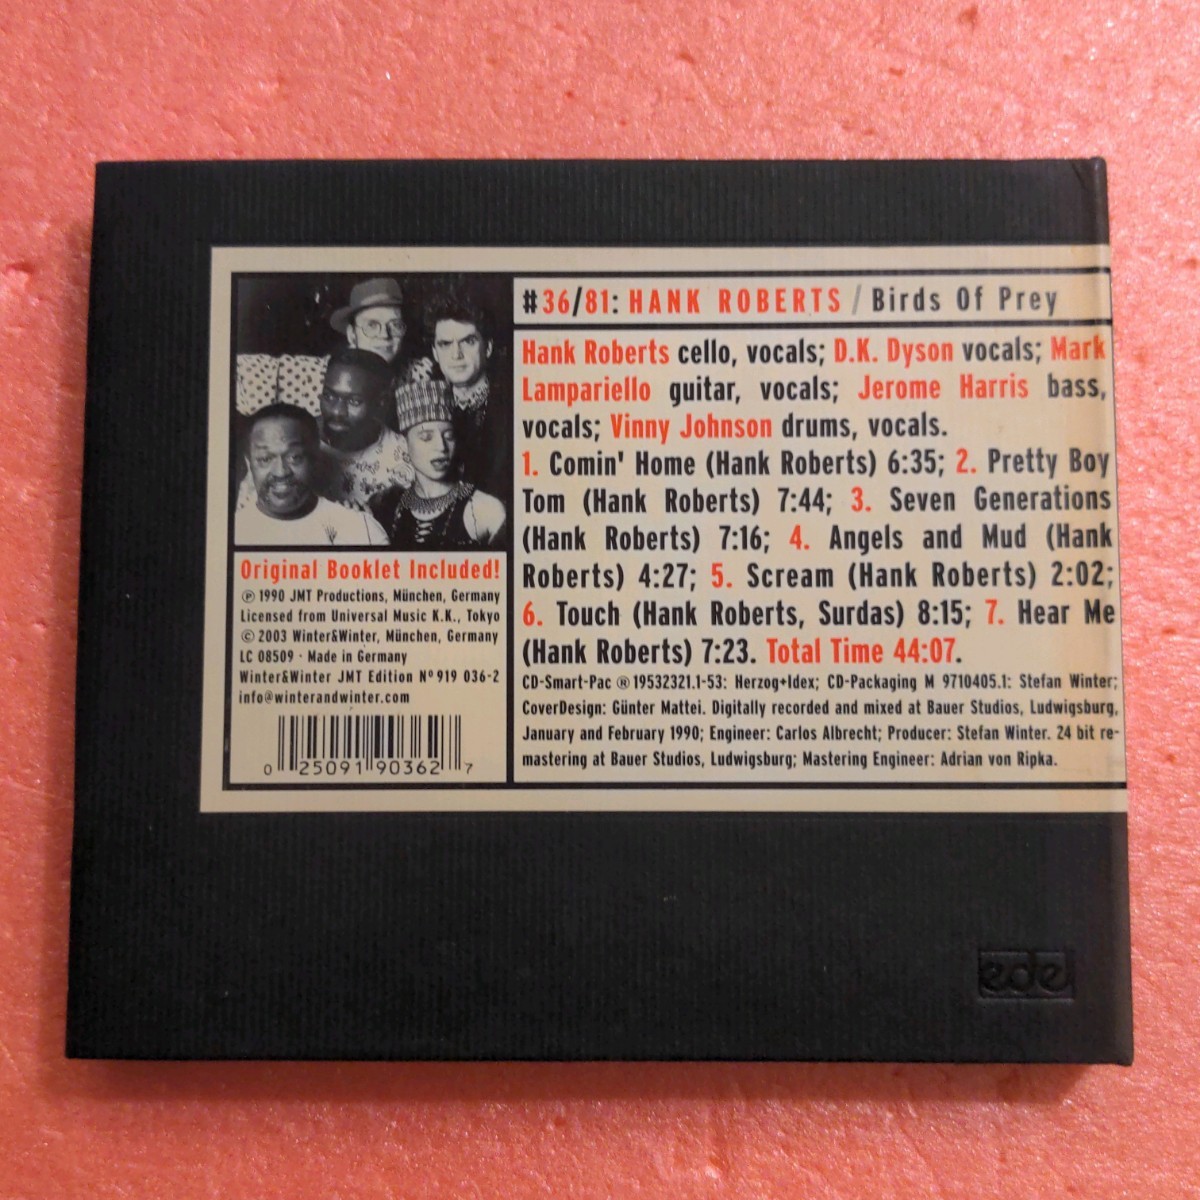 #36/81: HANK ROBERTS / Birds Of Prey
Hank Roberts cello, vocals; D.K. Dyson vocals; Mark
Lampariello guitar, vocals; Jerome Harris bass,
vocals; Vinny Johnson drums, vocals.
1. Comin' Home (Hank Roberts) 6:35; 2. Pretty Boy
Tom (Hank Roberts) 7:44; 3. Seven Generations
(Hank Roberts) 7:16; 4. Angels and Mud (Hank
Roberts) 4:27; 5. Scream (Hank Roberts) 2:02;
6. Touch (Hank Roberts, Surdas) 8:15; 7. Hear Me
(Hank Roberts) 7:23. Total Time 44:07.
CD-Smart-Pac ® 19532321.1-53: Herzog+Idex; CD-Packaging M 9710405.1: Stefan Winter;
CoverDesign: Günter Mattei. Digitally recorded and mixed at Bauer Studios, Ludwigsburg,
January and February 1990; Engineer: Carlos Albrecht; Producer: Stefan Winter. 24 bit re-
mastering at Bauer Studios, Ludwigsburg; Mastering Engineer: Adrian von Ripka.
Original Booklet Included!
℗ 1990 JMT Productions, München, Germany
Licensed from Universal Music K.K., Tokyo
© 2003 Winter&Winter, München, Germany
LC 08509 · Made in Germany
Winter&Winter JMT Edition Nº 919 036-2
info@winterandwinter.com
0 25091 90362 7
edel